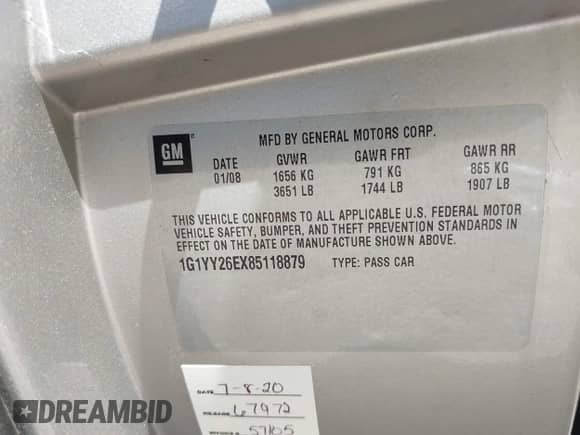 GM
MFD BY GENERAL MOTORS CORP.
DATE GVWR GAWR FRT GAWR RR
01/08 1656 KG 791 KG 865 KG
3651 LB 1744 LB 1907 LB
THIS VEHICLE CONFORMS TO ALL APPLICABLE U.S. FEDERAL MOTOR
VEHICLE SAFETY, BUMPER, AND THEFT PREVENTION STANDARDS IN
EFFECT ON THE DATE OF MANUFACTURE SHOWN ABOVE.
1G1YY26EX85118879 TYPE: PASS CAR
DATE 7-8-20
67972
57105
DREAMBID